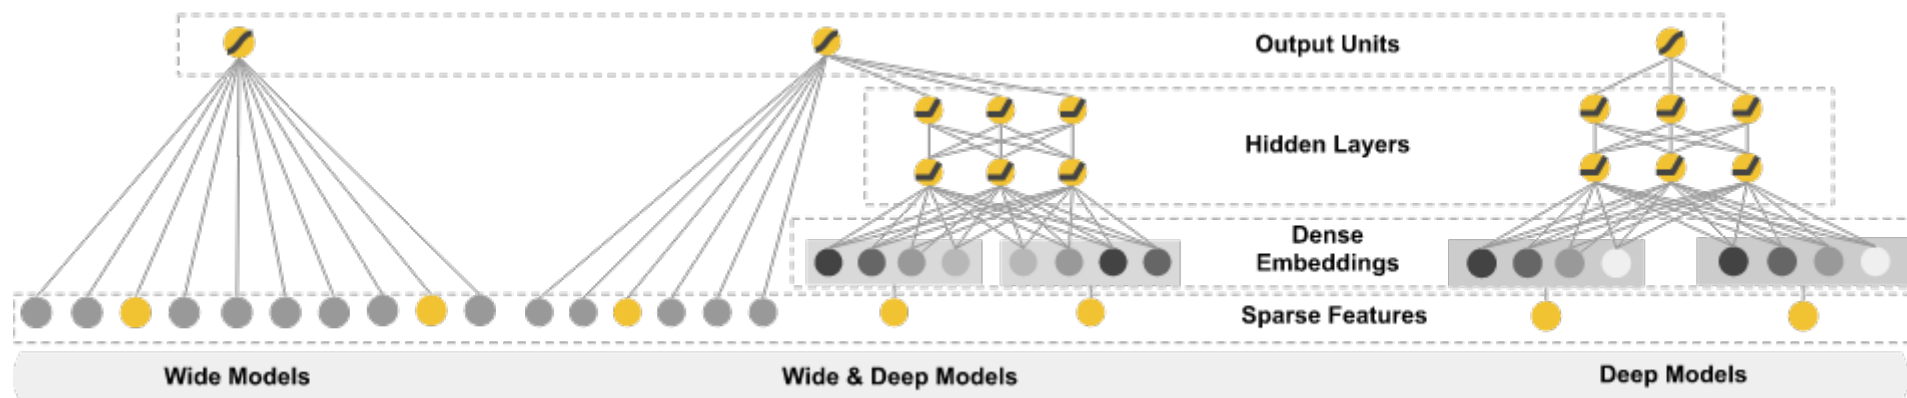 Output Units
Hidden Layers
Dense
Embeddings
Sparse Features
Wide Models
Wide & Deep Models
Deep Models